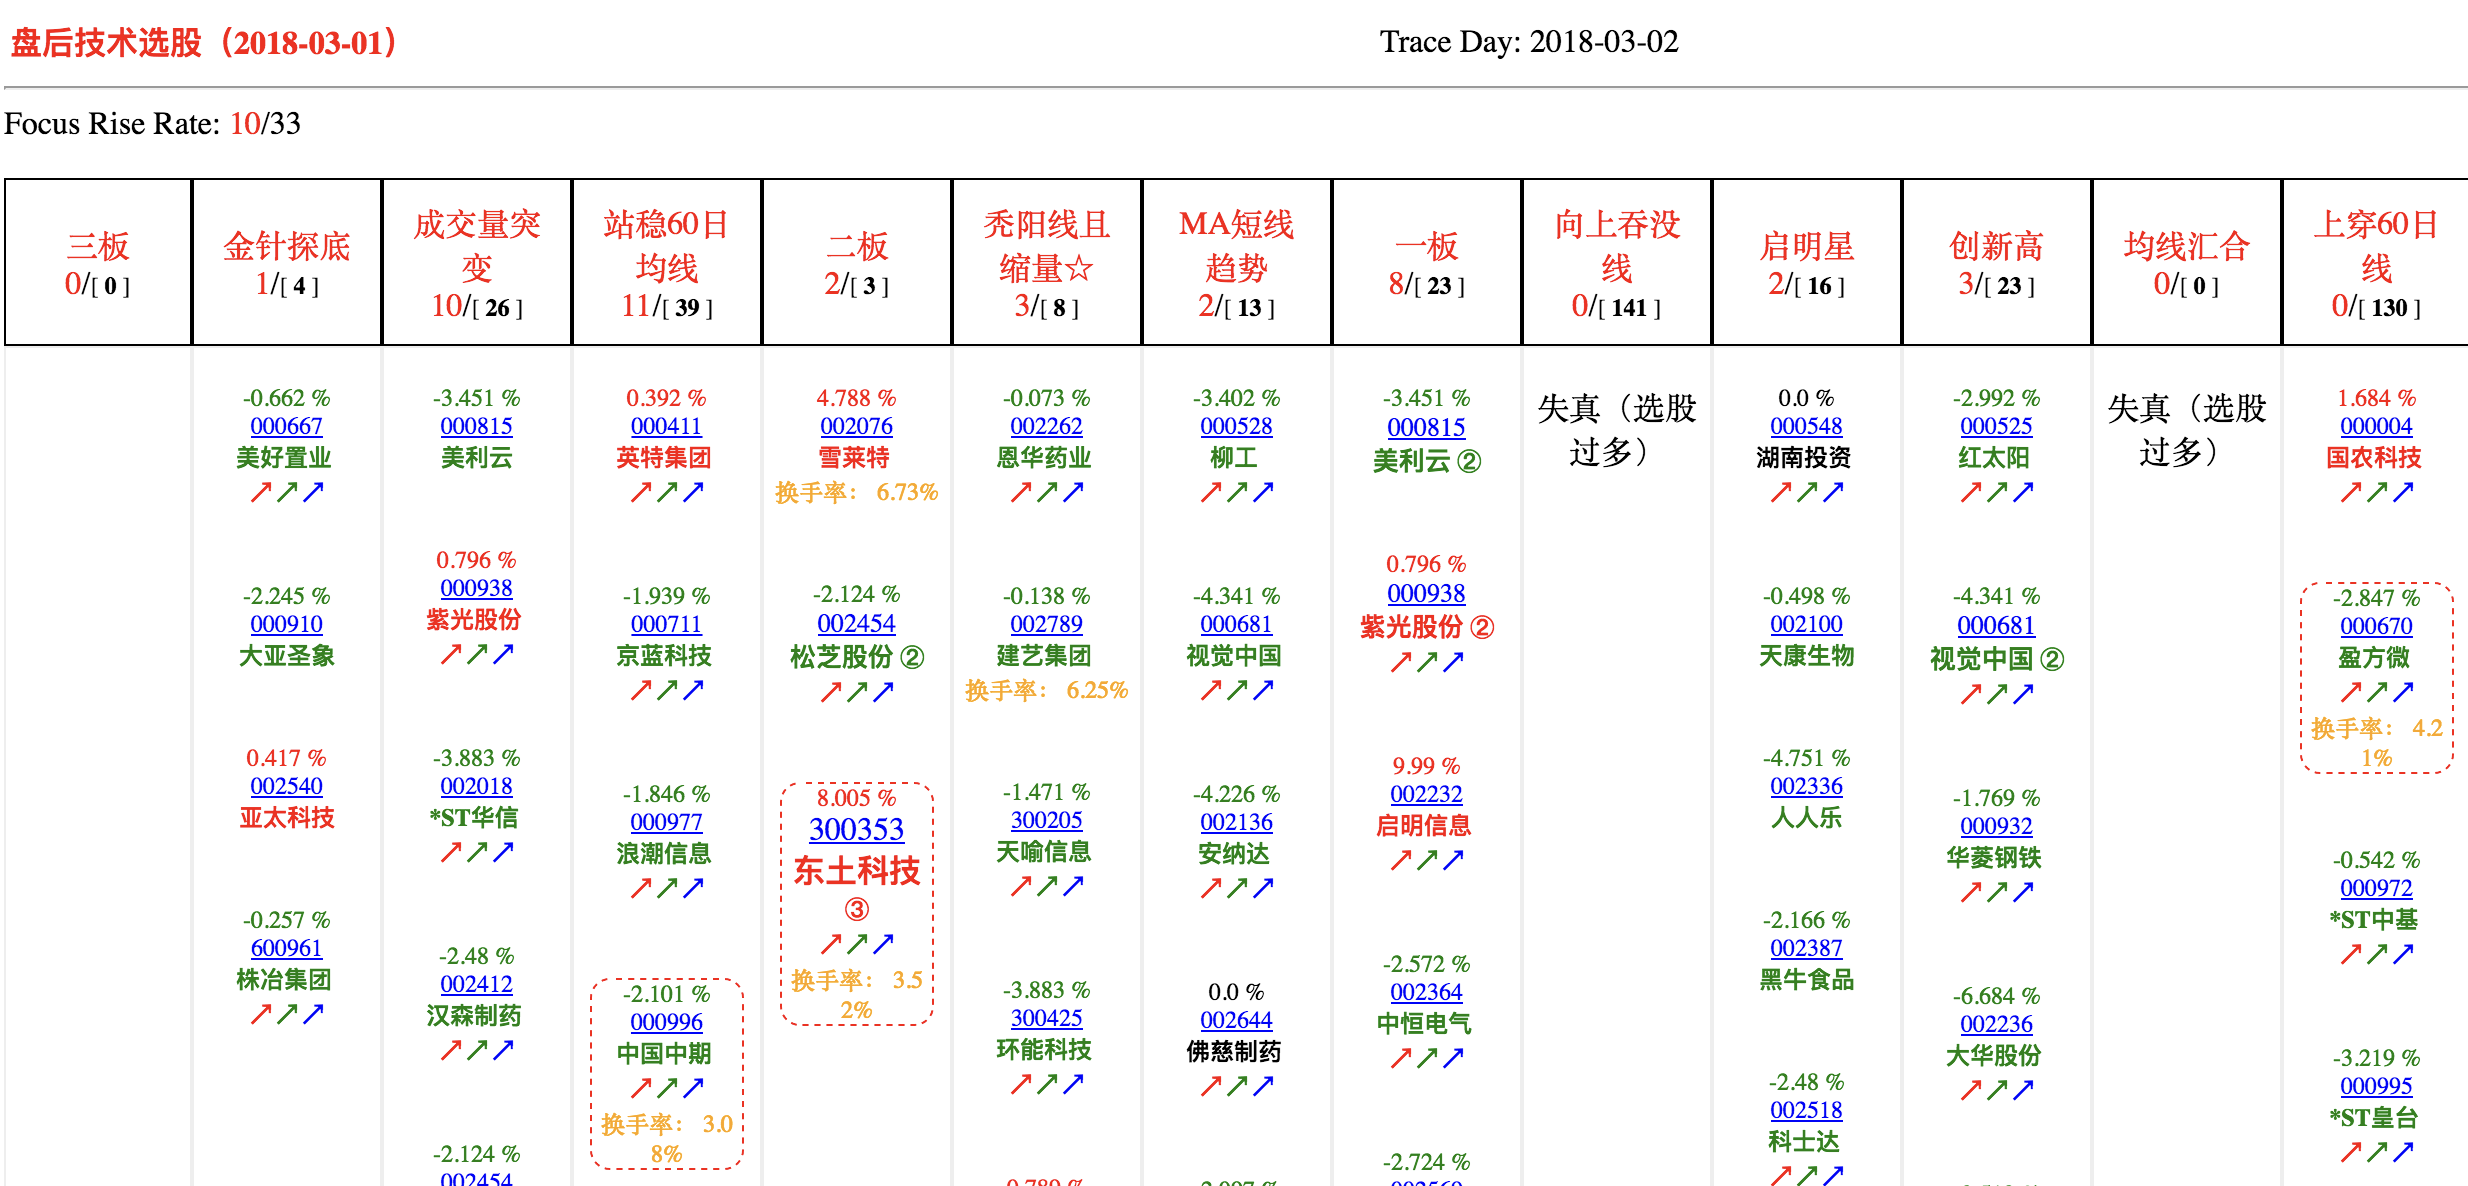 盘后技术选股（2018-03-01）
Trace Day: 2018-03-02
Focus Rise Rate: 10/33
三板
0/[ 0 ]
金针探底
1/[ 4 ]
成交量突
变
10/[ 26 ]
站稳60日
均线
11/[ 39 ]
二板
2/[ 3 ]
秃阳线且
缩量☆
3/[ 8 ]
MA短线
趋势
2/[ 13 ]
一板
8/[ 23 ]
向上吞没
线
0/[ 141 ]
启明星
2/[ 16 ]
创新高
3/[ 23 ]
均线汇合
0/[ 0 ]
上穿60日
线
0/[ 130 ]
-0.662 %
000667
美好置业
↗↗↗
-2.245 %
000910
大亚圣象
0.417 %
002540
亚太科技
-0.257 %
600961
株冶集团
↗↗↗
-3.451 %
000815
美利云
0.796 %
000938
紫光股份
↗↗↗
-3.883 %
002018
*ST华信
↗↗↗
-2.48 %
002412
汉森制药
↗↗↗
-2.124 %
002454
0.392 %
000411
英特集团
↗↗↗
-1.939 %
000711
京蓝科技
↗↗↗
-1.846 %
000977
浪潮信息
↗↗↗
-2.101 %
000996
中国中期
↗↗↗
换手率： 3.0
8%
4.788 %
002076
雪莱特
换手率： 6.73%
-2.124 %
002454
松芝股份 ②
↗↗↗
8.005 %
300353
东土科技
③
↗↗↗
换手率： 3.5
2%
-0.073 %
002262
恩华药业
↗↗↗
-0.138 %
002789
建艺集团
换手率： 6.25%
-1.471 %
300205
天喻信息
↗↗↗
-3.883 %
300425
环能科技
↗↗↗
-3.402 %
000528
柳工
↗↗↗
-4.341 %
000681
视觉中国
↗↗↗
-4.226 %
002136
安纳达
↗↗↗
0.0 %
002644
佛慈制药
↗↗↗
-3.451 %
000815
美利云 ②
0.796 %
000938
紫光股份 ②
↗↗↗
9.99 %
002232
启明信息
↗↗↗
-2.572 %
002364
中恒电气
↗↗↗
-2.724 %
失真（选股
过多）
0.0 %
000548
湖南投资
↗↗↗
-0.498 %
002100
天康生物
-4.751 %
002336
人人乐
-2.166 %
002387
黑牛食品
-2.48 %
002518
科士达
↗↗↗
-2.992 %
000525
红太阳
↗↗↗
-4.341 %
000681
视觉中国 ②
↗↗↗
-1.769 %
000932
华菱钢铁
↗↗↗
-6.684 %
002236
大华股份
↗↗↗
失真（选股
过多）
1.684 %
000004
国农科技
↗↗↗
-2.847 %
000670
盈方微
↗↗↗
换手率： 4.2
1%
-0.542 %
000972
*ST中基
↗↗↗
-3.219 %
000995
*ST皇台
↗↗↗